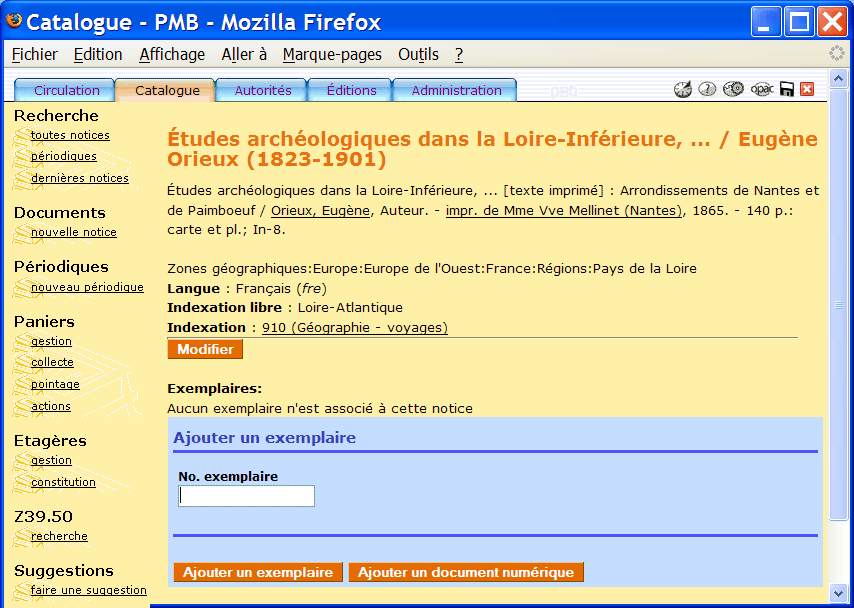 Catalogue - PMB - Mozilla Firefox
Fichier Edition Affichage Aller à Marque-pages Outils ?
Circulation Catalogue Autorités Éditions Administration pmb opac
Recherche
toutes notices
périodiques
dernières notices
Documents
nouvelle notice
Périodiques
nouveau périodique
Paniers
gestion
collecte
pointage
actions
Etagères
gestion
constitution
Z39.50
recherche
Suggestions
faire une suggestion
Études archéologiques dans la Loire-Inférieure, ... / Eugène
Orieux (1823-1901)
Études archéologiques dans la Loire-Inférieure, ... [texte imprimé] : Arrondissements de Nantes et
de Paimboeuf / Orieux, Eugène, Auteur. - impr. de Mme Vve Mellinet (Nantes), 1865. - 140 p.:
carte et pl.; In-8.
Zones géographiques:Europe:Europe de l'Ouest:France:Régions:Pays de la Loire
Langue : Français (fre)
Indexation libre : Loire-Atlantique
Indexation : 910 (Géographie - voyages)
Modifier
Exemplaires:
Aucun exemplaire n'est associé à cette notice
Ajouter un exemplaire
No. exemplaire
Ajouter un exemplaire Ajouter un document numérique